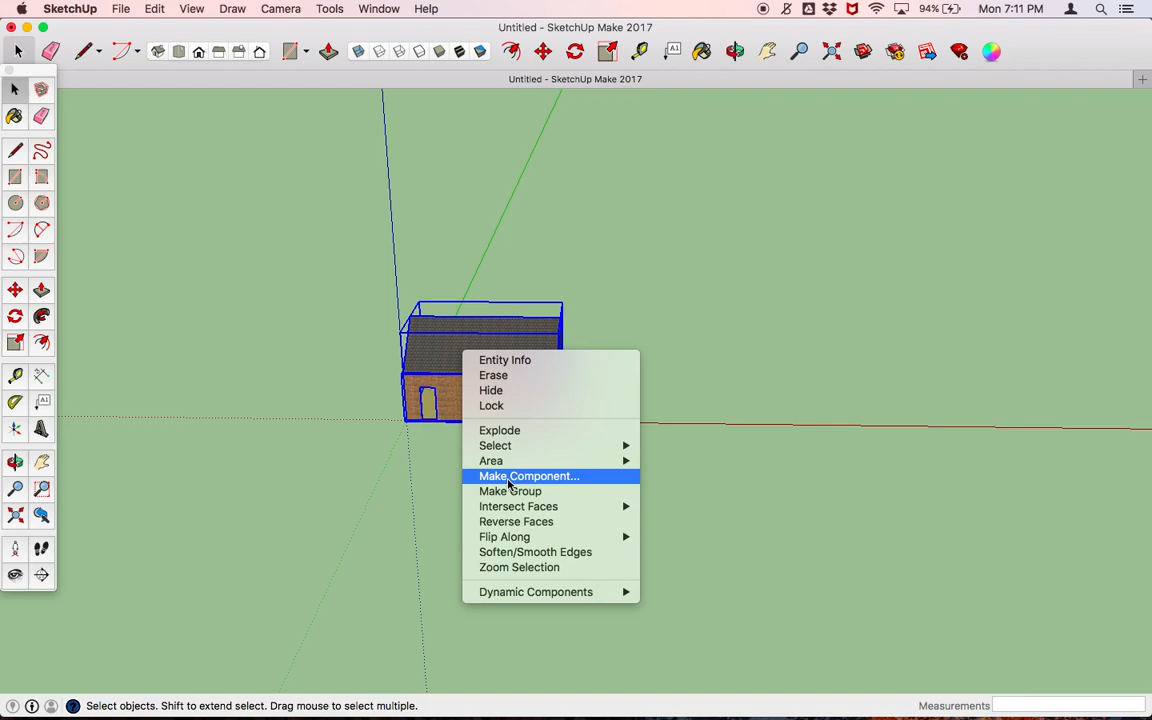 SketchUp File Edit View Draw Camera Tools Window Help 94% Mon 7:11 PM
Untitled - SketchUp Make 2017
A1
Untitled - SketchUp Make 2017
A1
Entity Info
Erase
Hide
Lock
Explode
Select
Area
Make Component...
Make Group
Intersect Faces
Reverse Faces
Flip Along
Soften/Smooth Edges
Zoom Selection
Dynamic Components
Select objects. Shift to extend select. Drag mouse to select multiple. Measurements